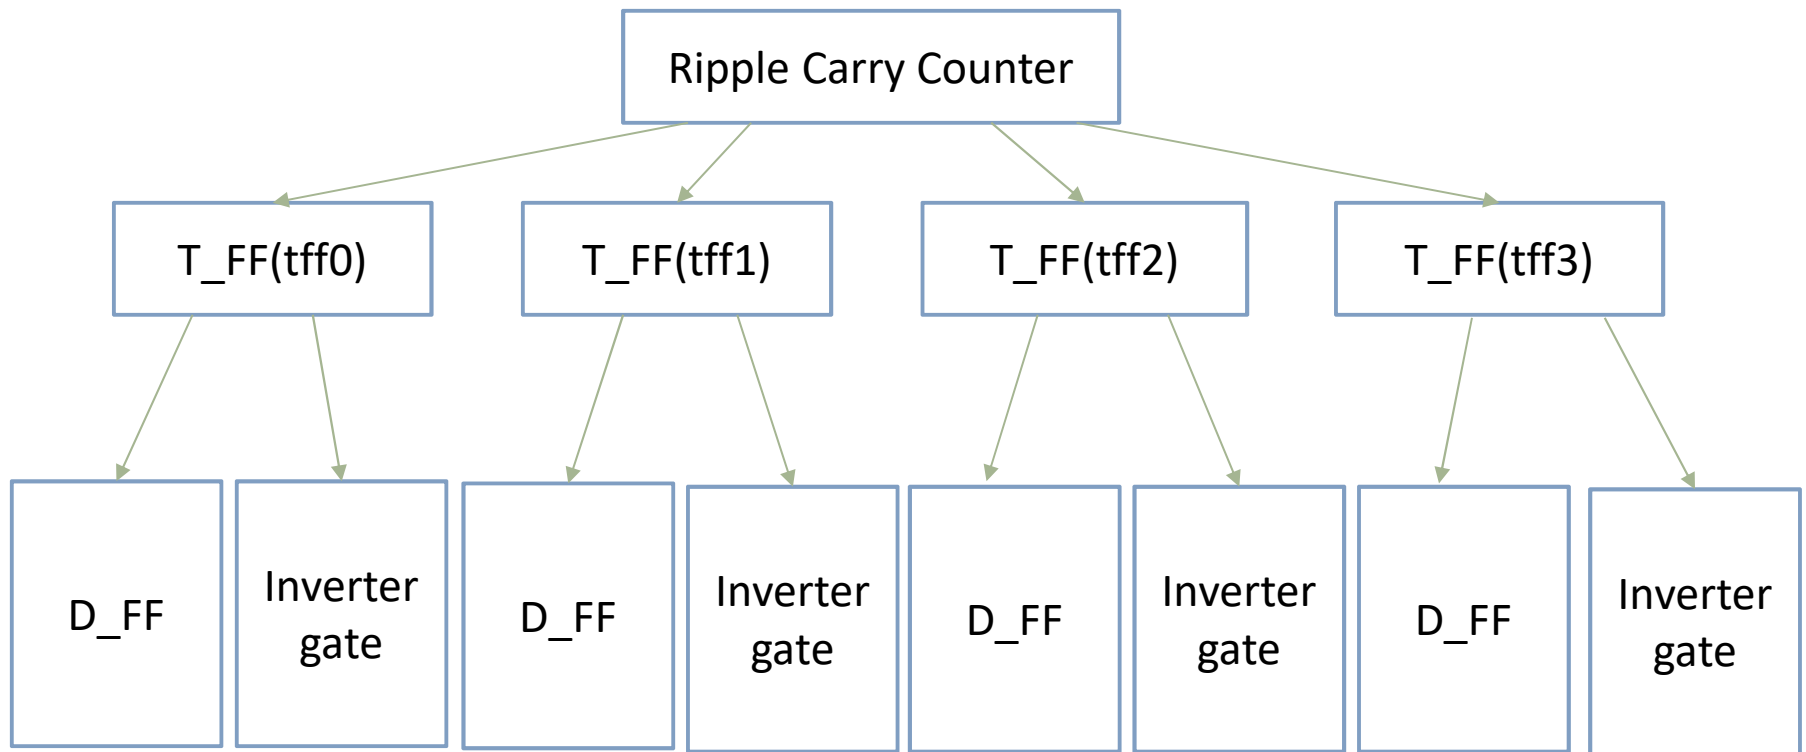 Ripple Carry Counter
T_FF(tff0)
T_FF(tff1)
T_FF(tff2)
T_FF(tff3)
D_FF
Inverter
gate
D_FF
Inverter
gate
D_FF
Inverter
gate
D_FF
Inverter
gate